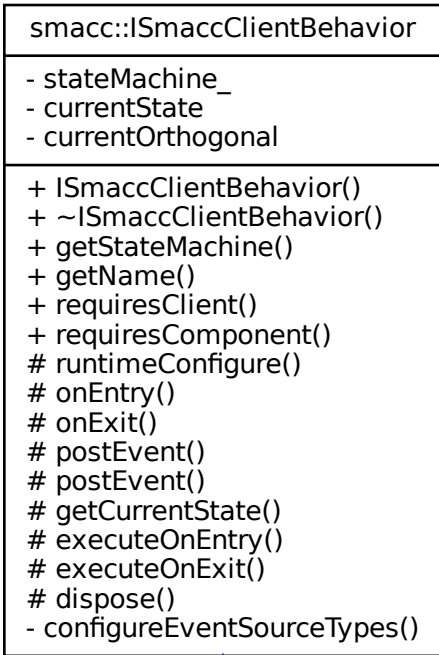 smacc::ISmaccClientBehavior
- stateMachine_
- currentState
- currentOrthogonal
+ ISmaccClientBehavior()
+ ~ISmaccClientBehavior()
+ getStateMachine()
+ getName()
+ requiresClient()
+ requiresComponent()
# runtimeConfigure()
# onEntry()
# onExit()
# postEvent()
# postEvent()
# getCurrentState()
# executeOnEntry()
# executeOnExit()
# dispose()
- configureEventSourceTypes()